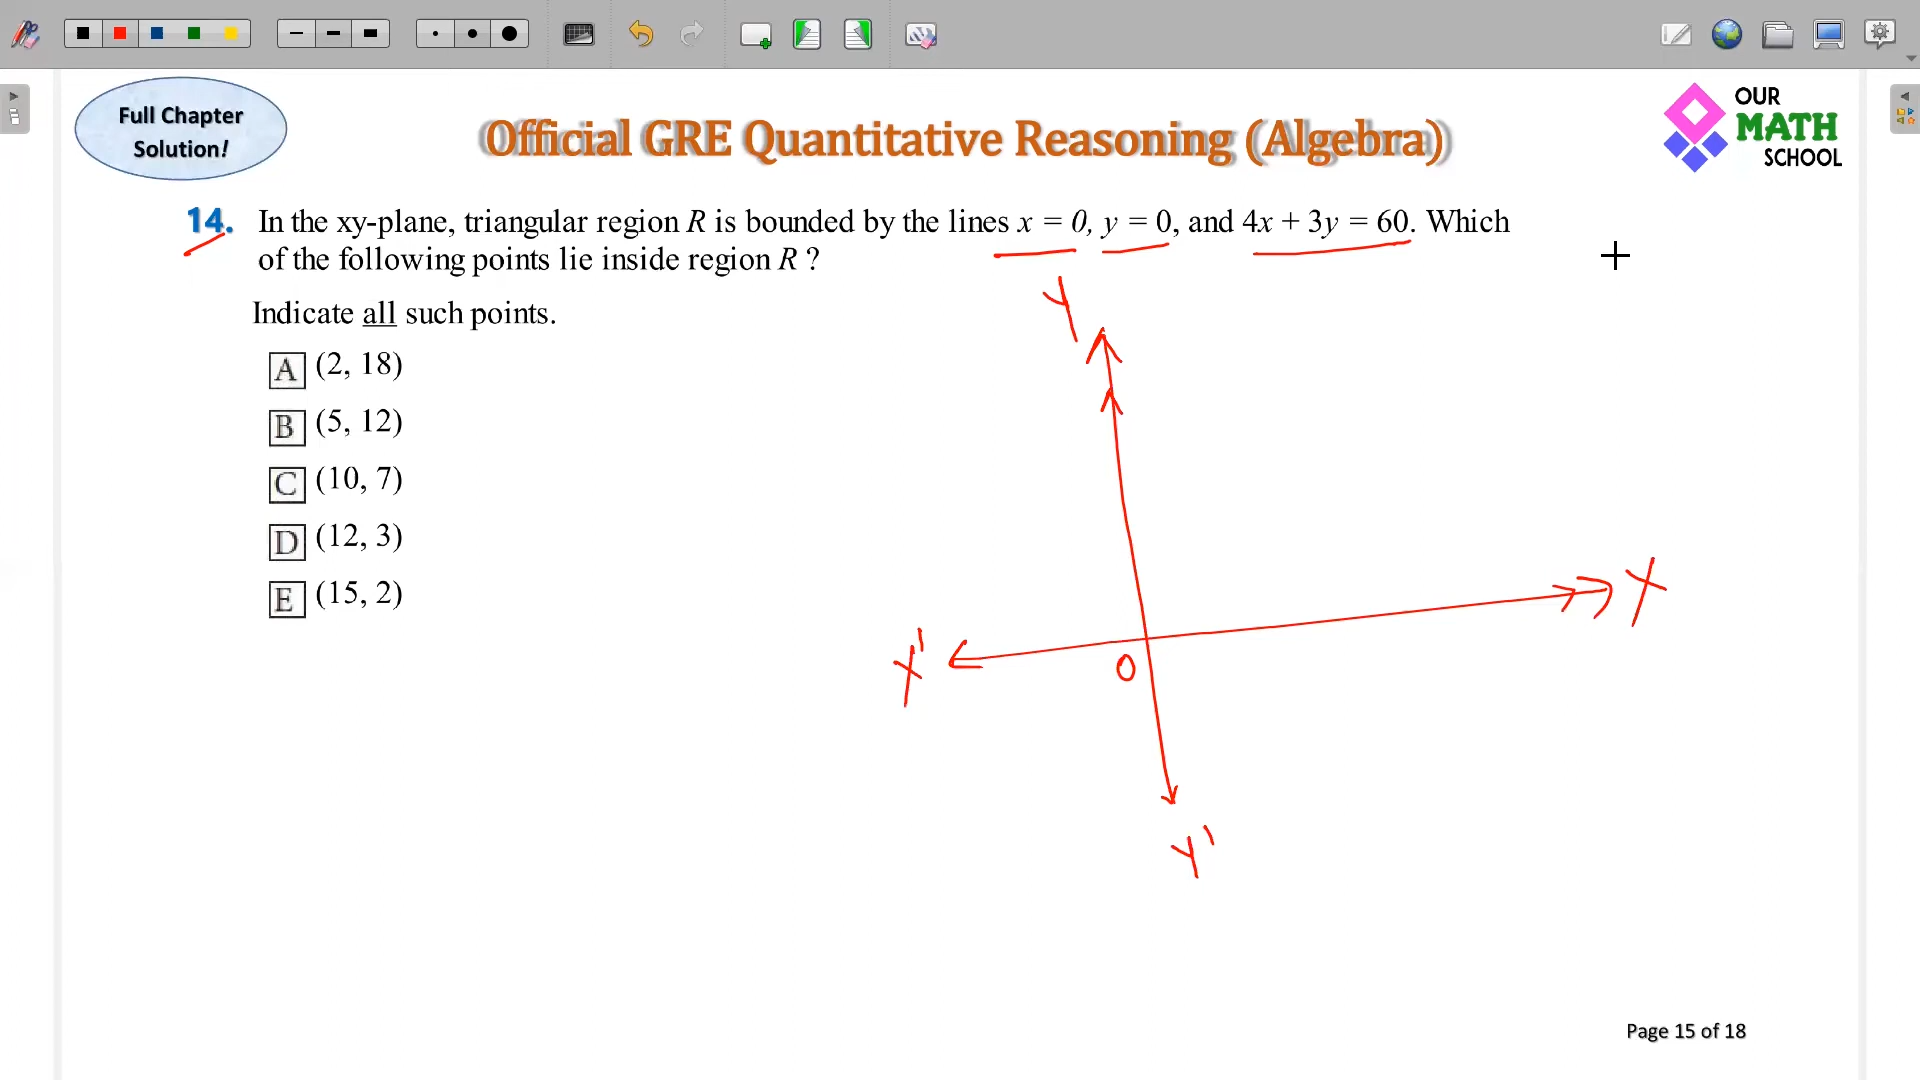 Full Chapter
Solution!
Official GRE Quantitative Reasoning (Algebra)
OUR
MATH
SCHOOL
14. In the xy-plane, triangular region R is bounded by the lines x = 0, y = 0, and 4x + 3y = 60. Which
of the following points lie inside region R ?
Indicate all such points.
A (2, 18)
B (5, 12)
C (10, 7)
D (12, 3)
E (15, 2)
Y
X
X'
O
Y'
Page 15 of 18